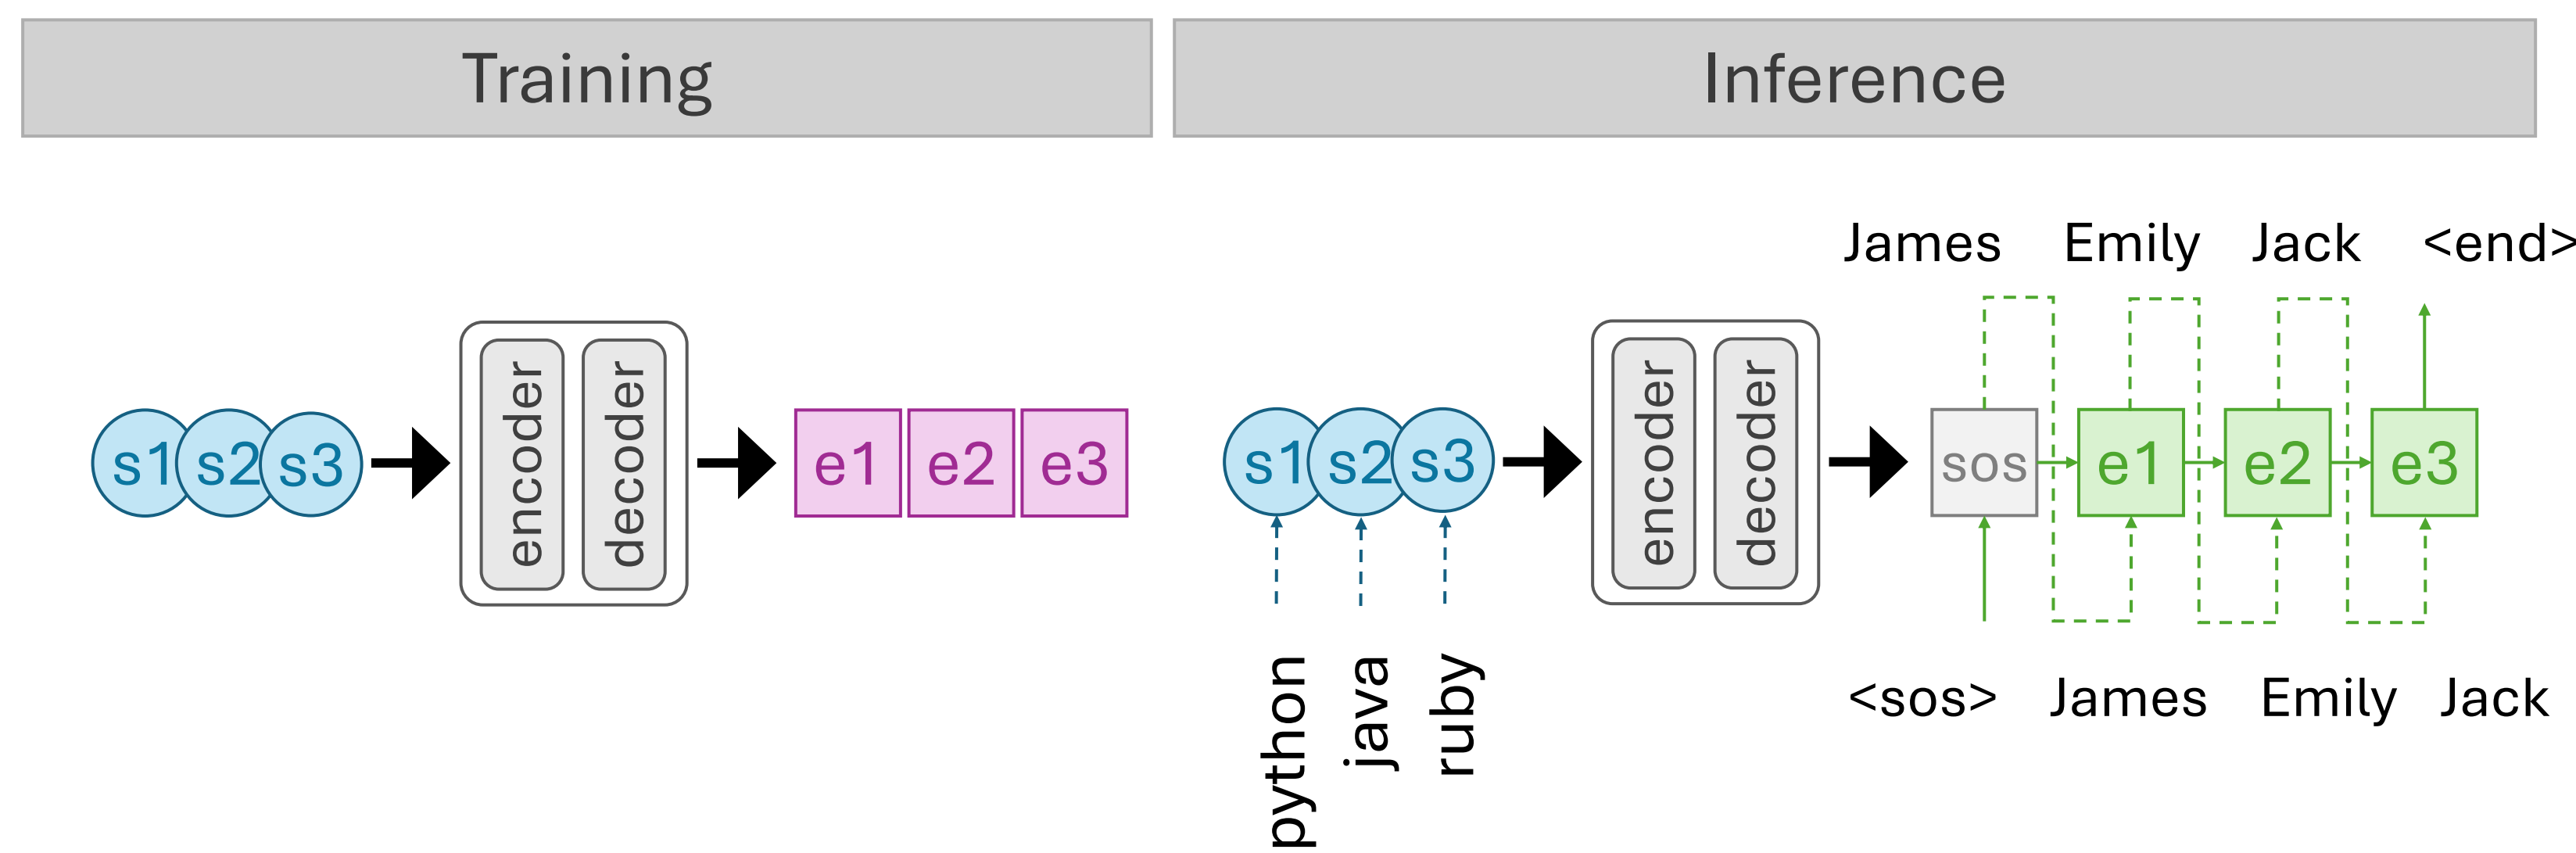 Training
s1 s2 s3
encoder
decoder
e1 e2 e3
Inference
s1 s2 s3
python
java
ruby
encoder
decoder
James Emily Jack <end>
sos e1 e2 e3
<sos> James Emily Jack